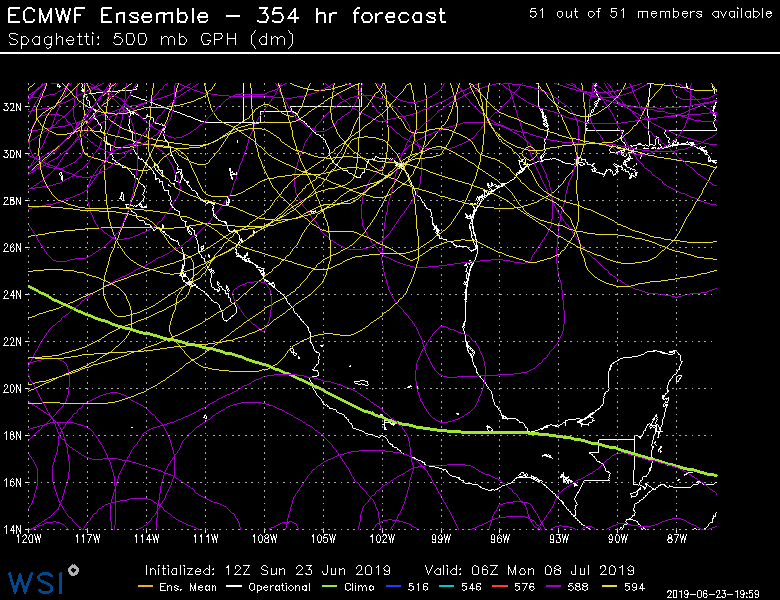 ECMWF Ensemble – 354 hr forecast
51 out of 51 members available
Spaghetti: 500 mb GPH (dm)
32N
30N
28N
26N
24N
22N
20N
18N
16N
14N
120W 117W 114W 111W 108W 105W 102W 99W 96W 93W 90W 87W
Initialized: 12Z Sun 23 Jun 2019 Valid: 06Z Mon 08 Jul 2019
WSI
Ens. Mean Operational Climo 516 546 576 588 594
2019-06-23-19:59